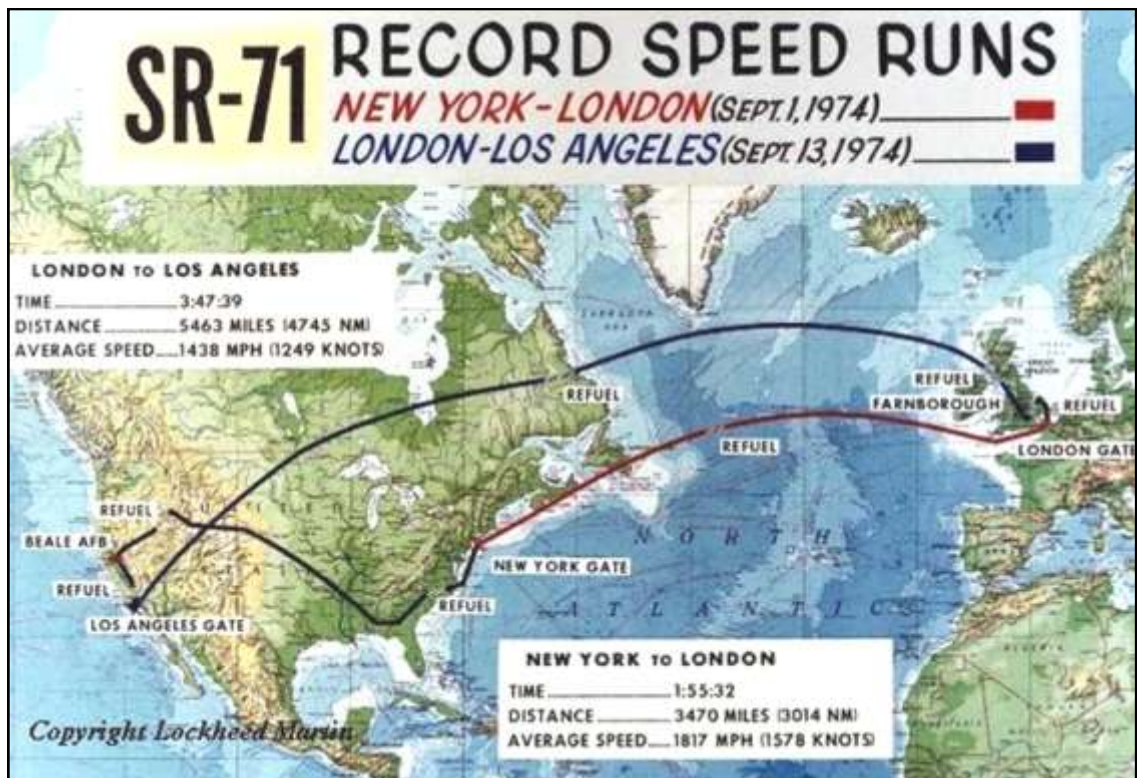 SR-71 RECORD SPEED RUNS
NEW YORK-LONDON (SEPT. 1, 1974)
LONDON-LOS ANGELES (SEPT. 13, 1974)
LONDON TO LOS ANGELES
TIME 3:47:39
DISTANCE 5463 MILES (4745 NM)
AVERAGE SPEED 1438 MPH (1249 KNOTS)
REFUEL
REFUEL
FARNBOROUGH
REFUEL
REFUEL
LONDON GATE
REFUEL
BEALE AFB
NORTH
NEW YORK GATE
REFUEL
REFUEL
ATLANTIC
LOS ANGELES GATE
NEW YORK TO LONDON
TIME 1:55:32
DISTANCE 3470 MILES (3014 NM)
AVERAGE SPEED 1817 MPH (1578 KNOTS)
Copyright Lockheed Martin